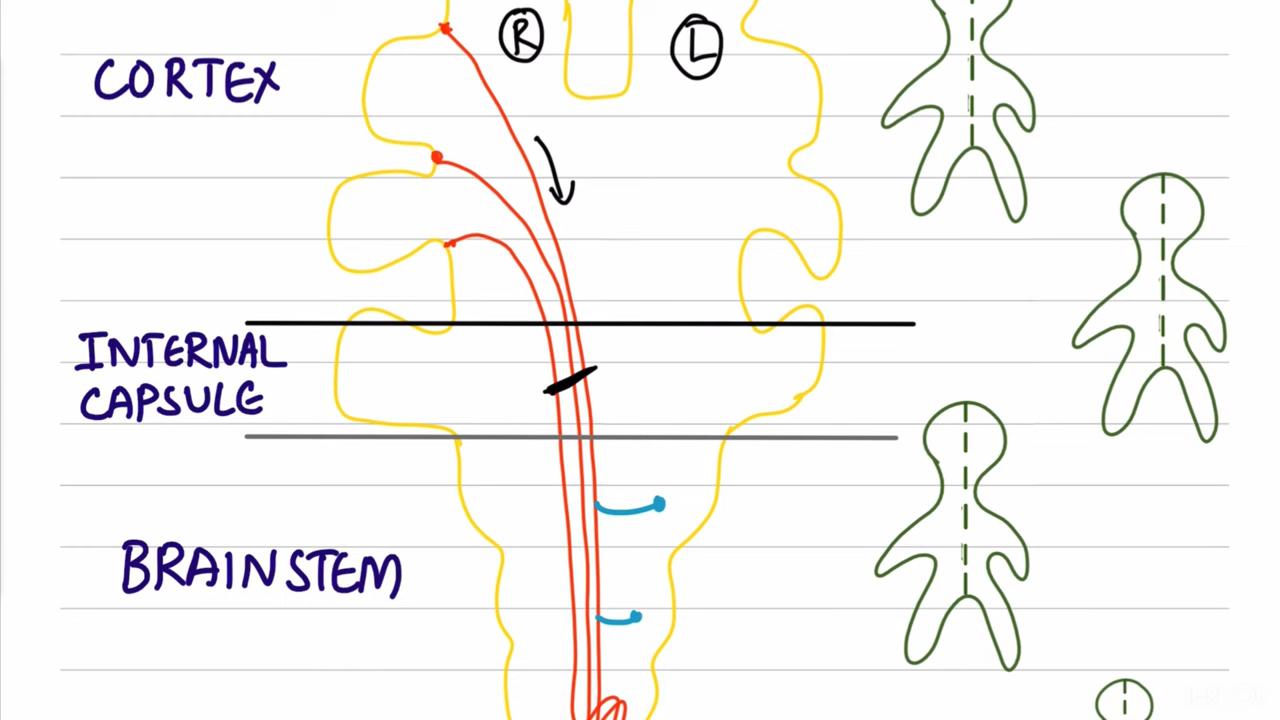 R
L
CORTEX
INTERNAL
CAPSULE
BRAINSTEM